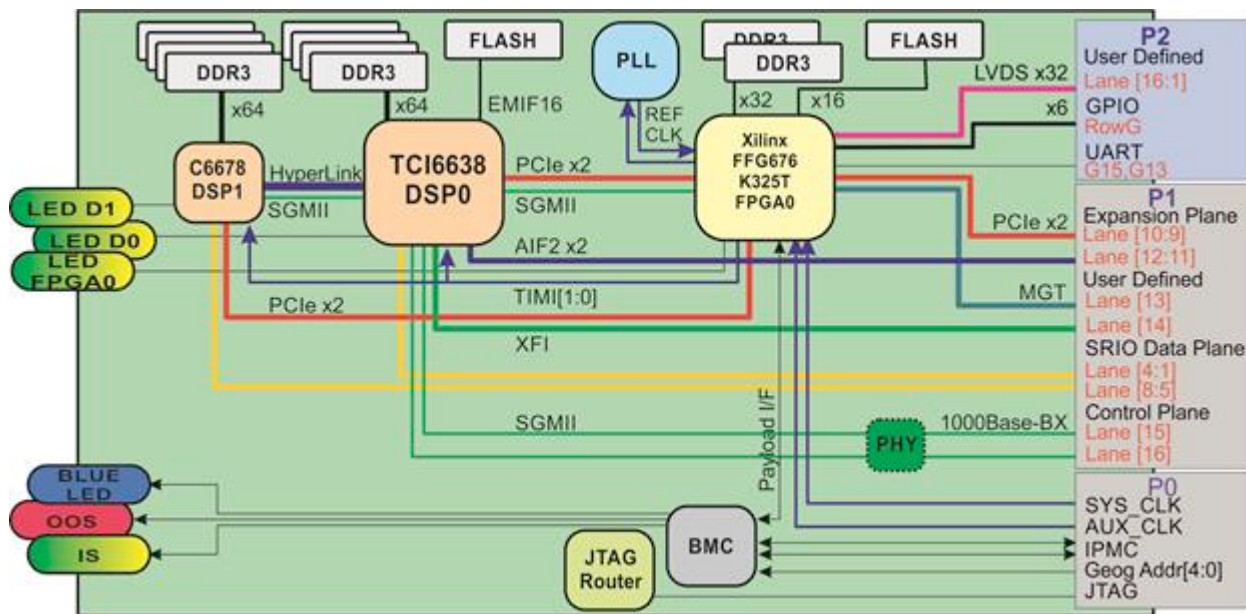 DDR3
DDR3
FLASH
PLL
DDR3
DDR3
FLASH
P2
User Defined
Lane [16:1]
GPIO
RowG
UART
G15,G13
LVDS x32
x6
x64
x64
EMIF16
REF
CLK
x32
x16
C6678
DSP1
HyperLink
SGMII
TCI6638
DSP0
PCIe x2
SGMII
Xilinx
FFG676
K325T
FPGA0
LED D1
LED D0
LED
FPGA0
AIF2 x2
TIMI[1:0]
PCIe x2
XFI
PCIe x2
MGT
P1
Expansion Plane
Lane [10:9]
Lane [12:11]
User Defined
Lane [13]
Lane [14]
SRIO Data Plane
Lane [4:1]
Lane [8:5]
Control Plane
Lane [15]
Lane [16]
SGMII
Payload I/F
PHY
1000Base-BX
BLUE
LED
OOS
IS
JTAG
Router
BMC
P0
SYS_CLK
AUX_CLK
IPMC
Geog Addr[4:0]
JTAG